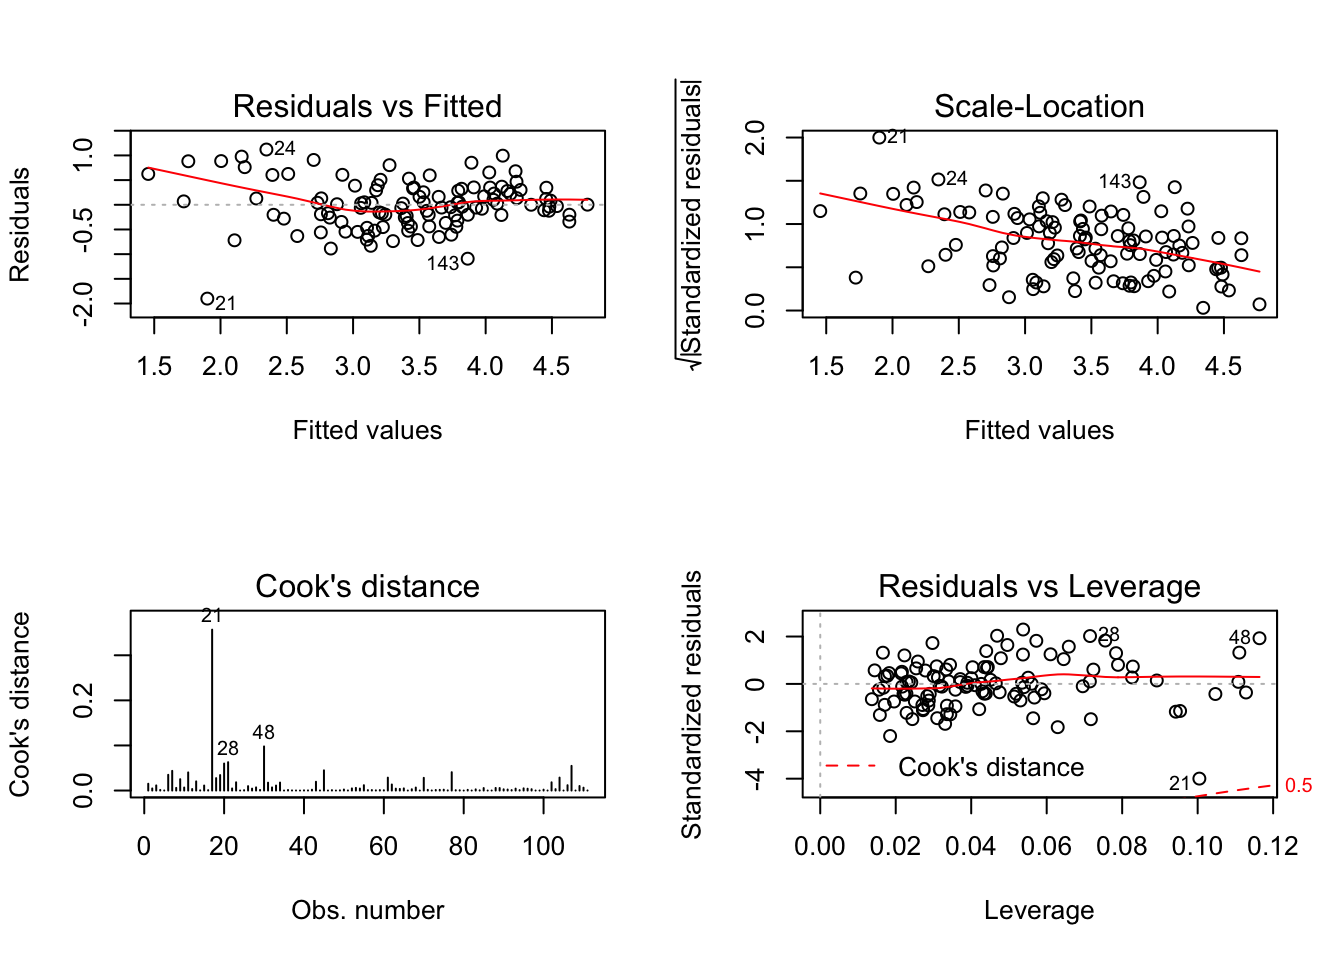 Residuals vs Fitted
Residuals
1.0
-0.5
-2.0
24
143
21
1.5 2.0 2.5 3.0 3.5 4.0 4.5
Fitted values
Scale-Location
√|Standardized residuals|
2.0
1.0
0.0
21
24
143
1.5 2.0 2.5 3.0 3.5 4.0 4.5
Fitted values
Cook's distance
Cook's distance
0.2
0.0
21
28
48
0 20 40 60 80 100
Obs. number
Residuals vs Leverage
Standardized residuals
2
0
-2
-4
28
48
Cook's distance
21
0.5
0.00 0.02 0.04 0.06 0.08 0.10 0.12
Leverage